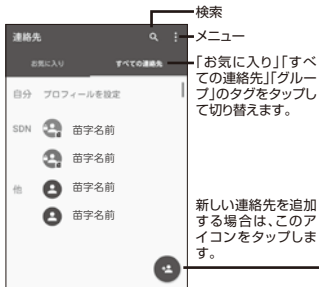 検索
連絡先
メニュー
お気に入り すべての連絡先
「お気に入り」「すべ
ての連絡先」「グルー
プ」のタグをタップし
て切り替えます。
自分 プロフィールを設定
SDN 苗字名前
苗字名前
他 苗字名前
苗字名前
新しい連絡先を追加
する場合は、このア
イコンをタップしま
す。